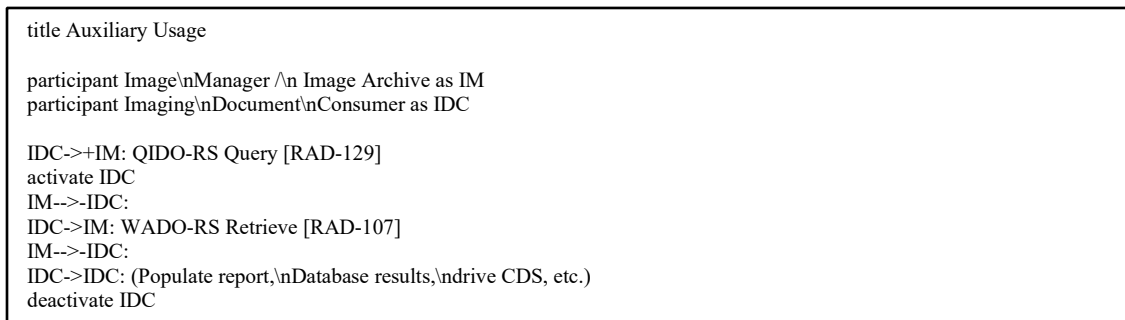 title Auxiliary Usage
participant Image\nManager /\n Image Archive as IM
participant Imaging\nDocument\nConsumer as IDC
IDC->+IM: QIDO-RS Query [RAD-129]
activate IDC
IM-->-IDC:
IDC->IM: WADO-RS Retrieve [RAD-107]
IM-->-IDC:
IDC->IDC: (Populate report,\nDatabase results,\ndrive CDS, etc.)
deactivate IDC